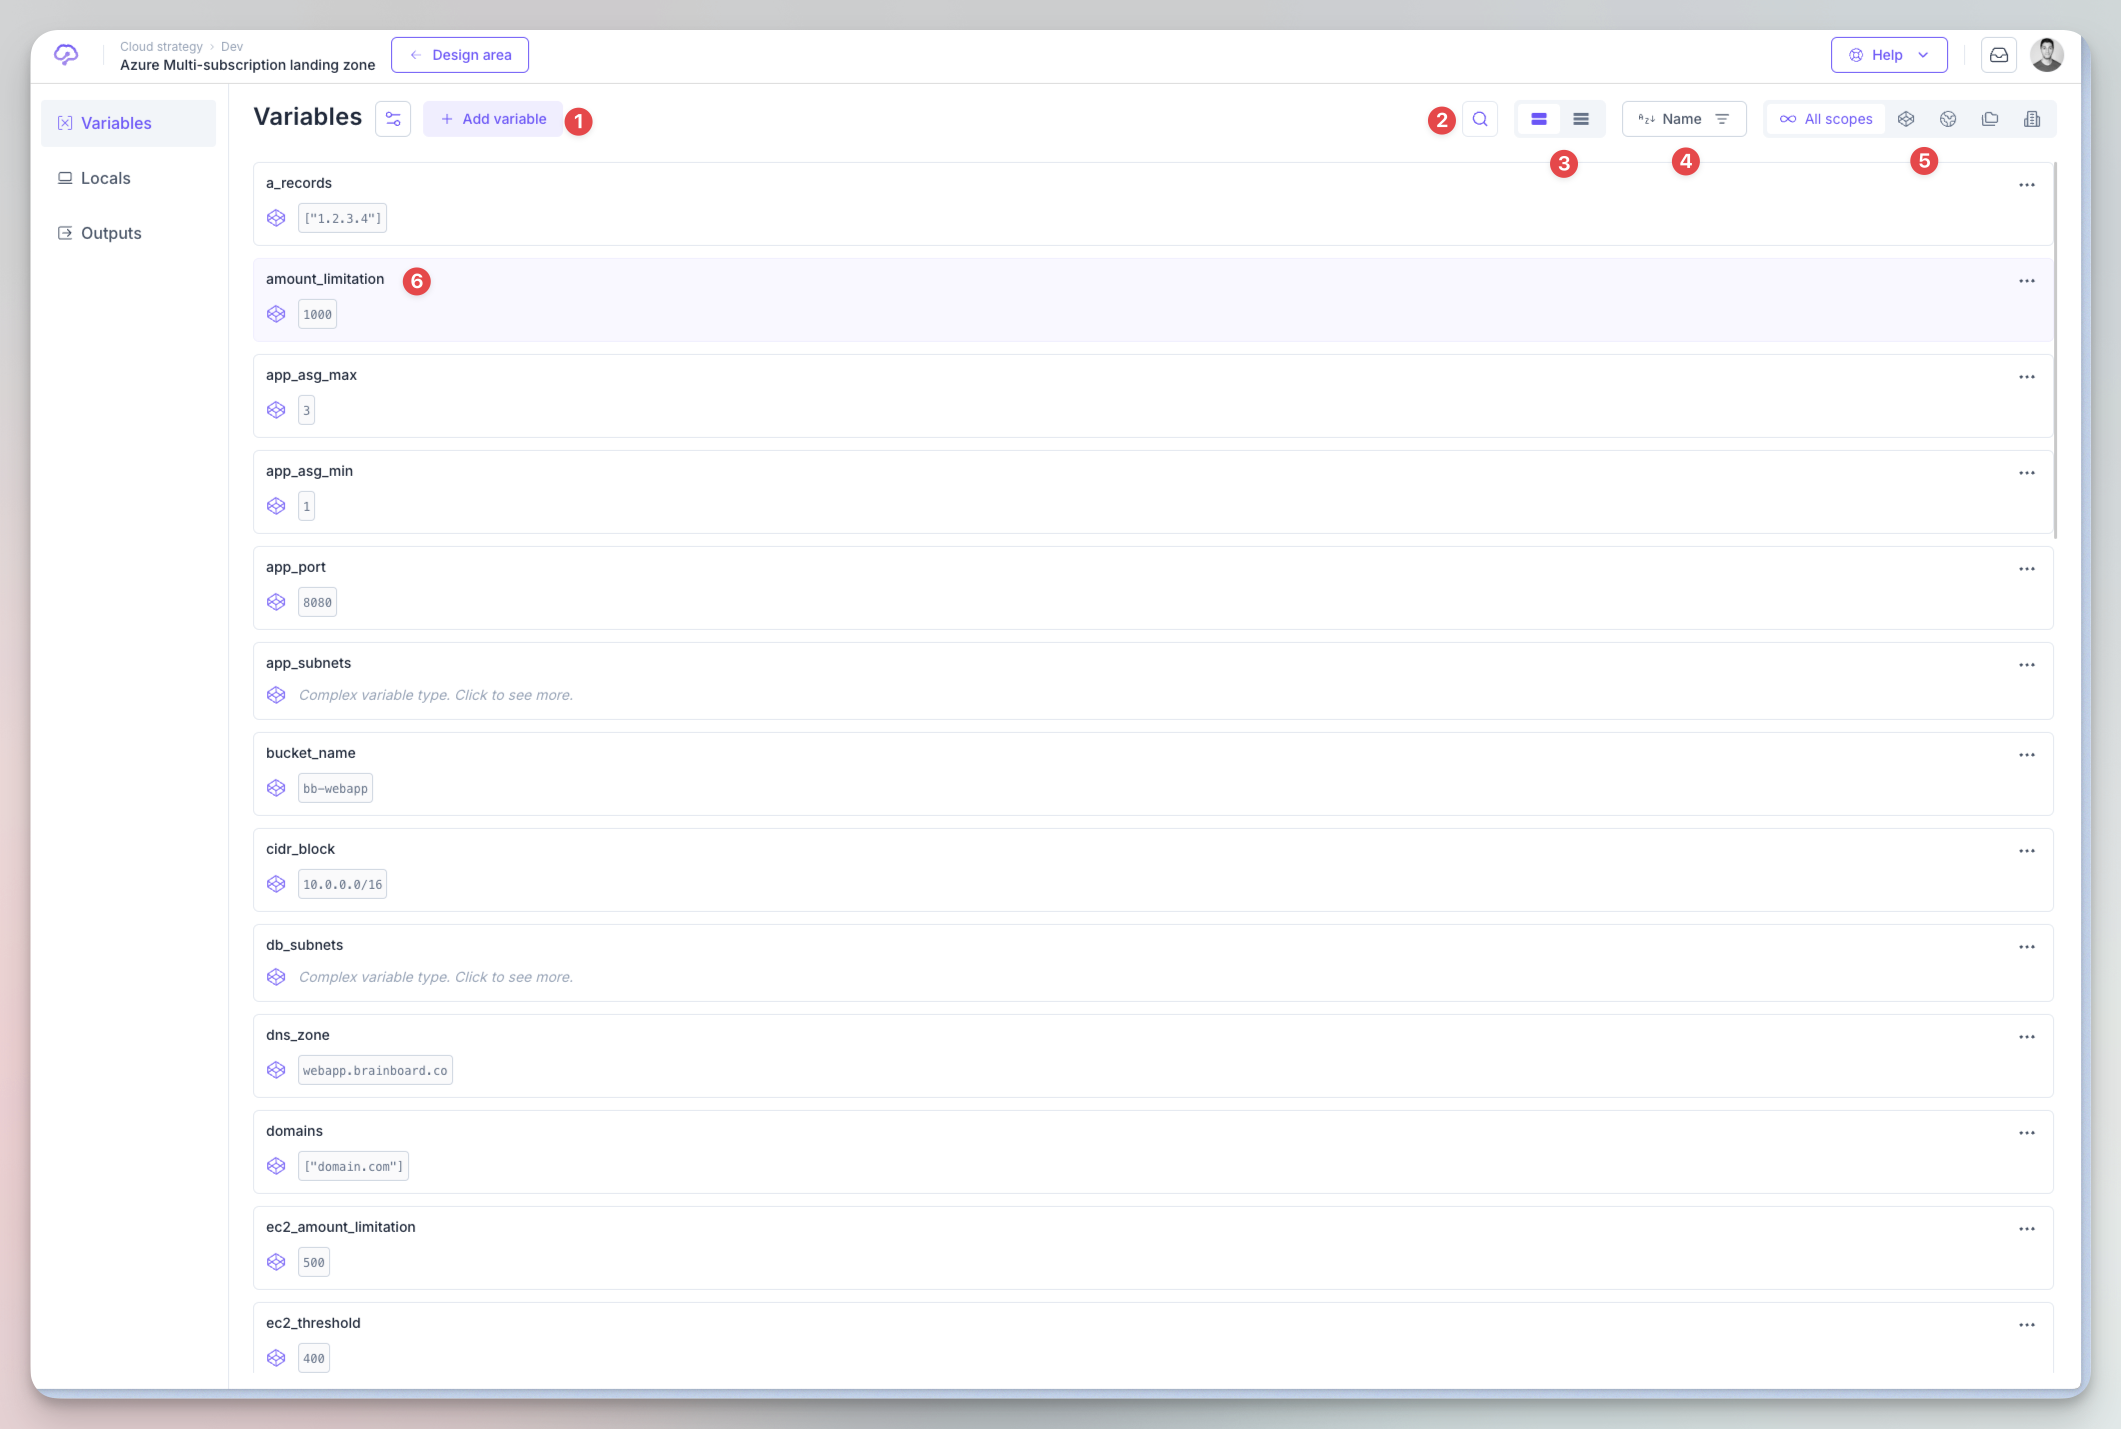 Cloud strategy › Dev
Azure Multi-subscription landing zone
← Design area
Help
Variables
Locals
Outputs
Variables
+ Add variable
1
2
3
Name
4
All scopes
5
a_records
["1.2.3.4"]
amount_limitation
6
1000
app_asg_max
3
app_asg_min
1
app_port
8080
app_subnets
Complex variable type. Click to see more.
bucket_name
bb-webapp
cidr_block
10.0.0.0/16
db_subnets
Complex variable type. Click to see more.
dns_zone
webapp.brainboard.co
domains
["domain.com"]
ec2_amount_limitation
500
ec2_threshold
400